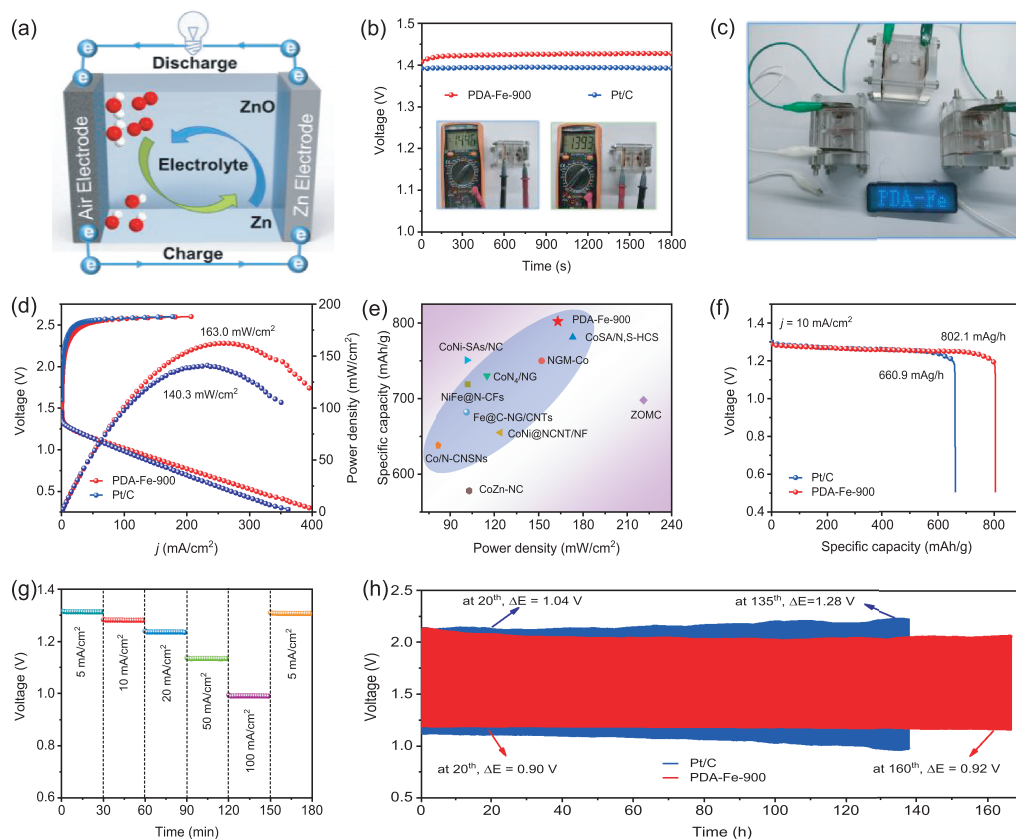 (a)
e
e
Discharge
ZnO
Electrolyte
Air Electrode
Zn Electrode
Zn
e
Charge
e
(b)
1.5
1.4
1.3
1.2
1.1
1.0
Voltage (V)
PDA-Fe-900
Pt/C
1393
0
300
600
900
1200
1500
1800
Time (s)
(c)
PDA-Fe
(d)
2.5
2.0
1.5
1.0
0.5
Voltage (V)
200
150
100
50
0
Power density (mW/cm²)
163.0 mW/cm²
140.3 mW/cm²
PDA-Fe-900
Pt/C
0
100
200
300
400
j (mA/cm²)
(e)
800
700
600
Specific capacity (mAh/g)
PDA-Fe-900
CoSA/N,S-HCS
CoNi-SAs/NC
NGM-Co
CoN₄/NG
NiFe@N-CFs
Fe@C-NG/CNTs
ZOMC
CoNi@NCNT/NF
Co/N-CNSNs
CoZn-NC
90
120
150
180
210
240
Power density (mW/cm²)
(f)
1.4
1.2
1.0
0.8
0.6
0.4
Voltage (V)
j = 10 mA/cm²
802.1 mAg/h
660.9 mAg/h
Pt/C
PDA-Fe-900
0
200
400
600
800
Specific capacity (mAh/g)
(g)
1.4
1.3
1.2
1.0
1.3
0.6
Voltage (V)
5 mA/cm²
10 mA/cm²
20 mA/cm²
50 mA/cm²
100 mA/cm²
5 mA/cm²
0
30
60
90
120
150
180
Time (min)
(h)
2.5
2.0
1.5
1.0
0.5
Voltage (V)
at 20th, ΔE = 1.04 V
at 135th, ΔE=1.28 V
at 20th, ΔE = 0.90 V
at 160th, ΔE = 0.92 V
Pt/C
PDA-Fe-900
0
20
40
60
80
100
120
140
160
Time (h)